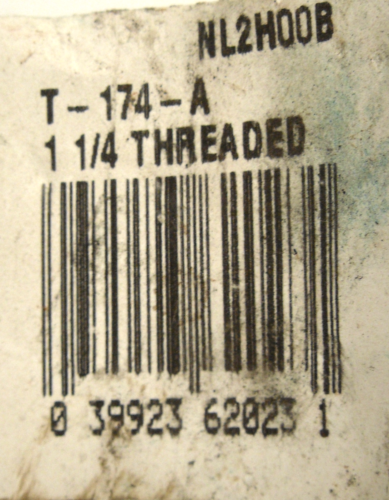 NL2H00B
T-174-A
1 1/4 THREADED
0 39923 62023 1